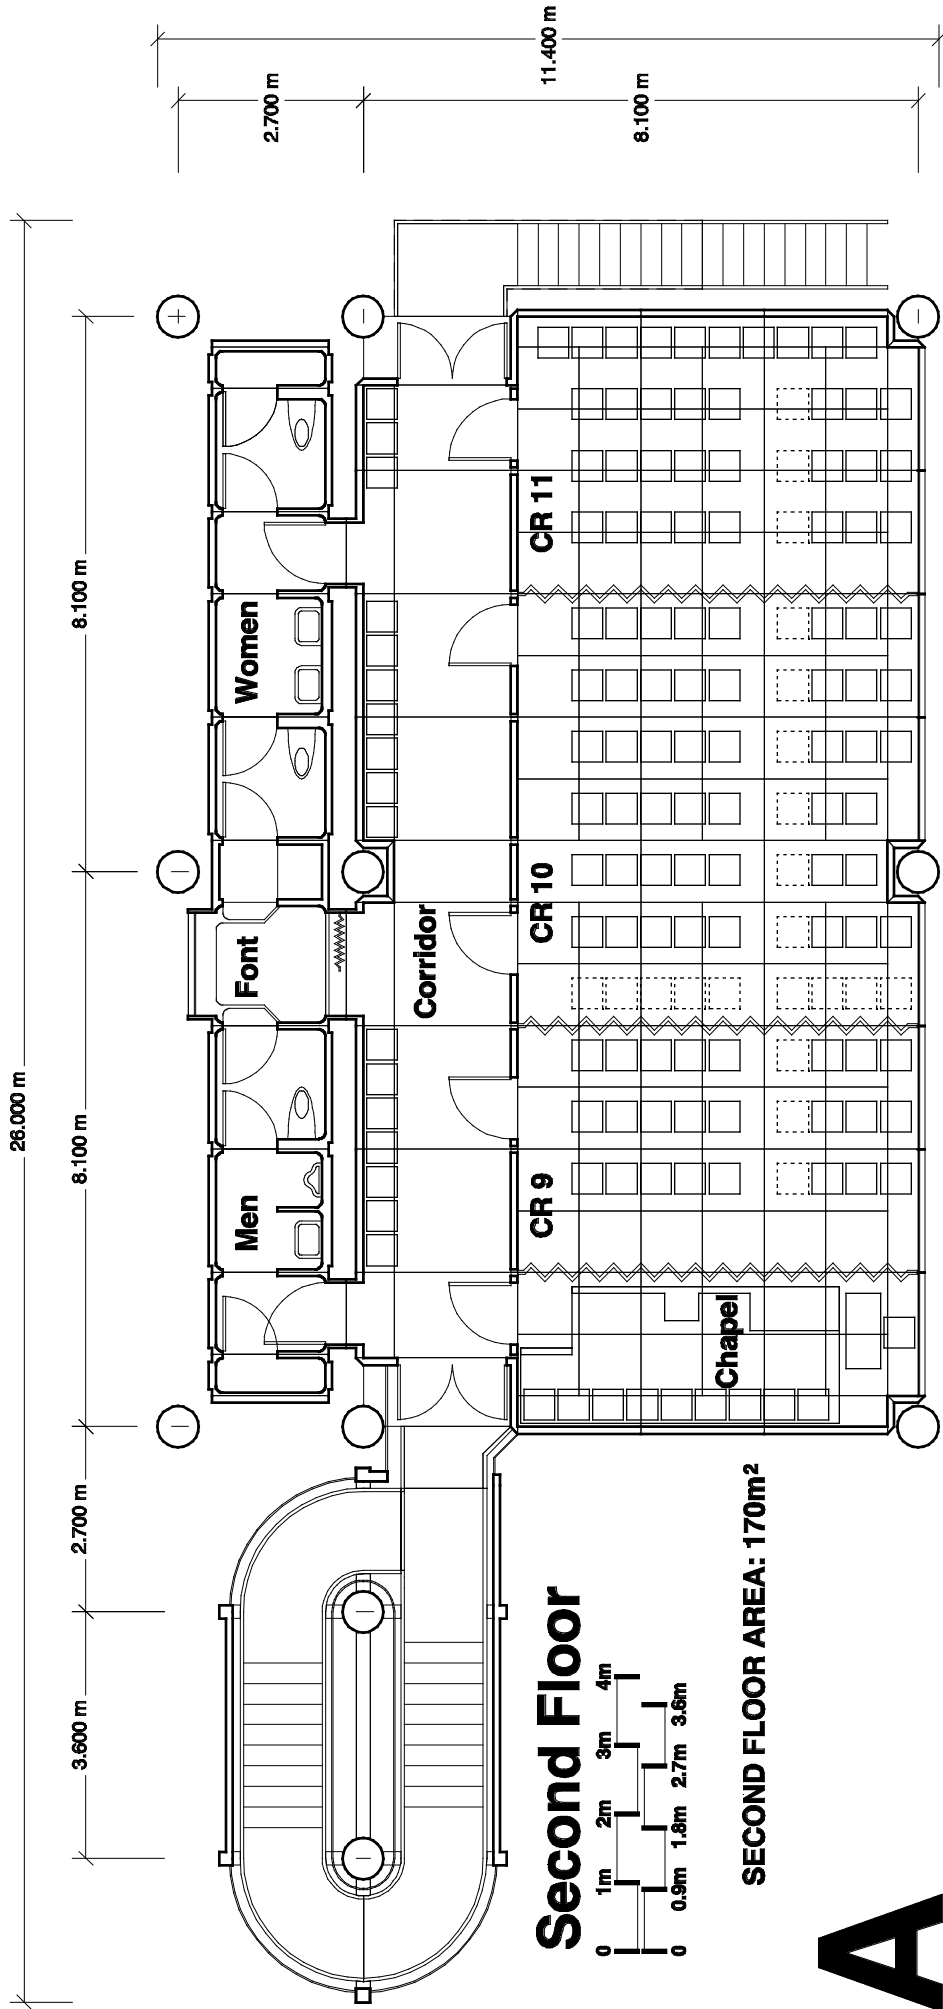 26.000 m
3.600 m
2.700 m
8.100 m
8.100 m
Men
Font
Women
Corridor
CR 9
CR 10
CR 11
Chapel
2.700 m
8.100 m
11.400 m
Second Floor
0
1m
2m
3m
4m
0
0.9m
1.8m
2.7m
3.6m
SECOND FLOOR AREA: 170m²
A